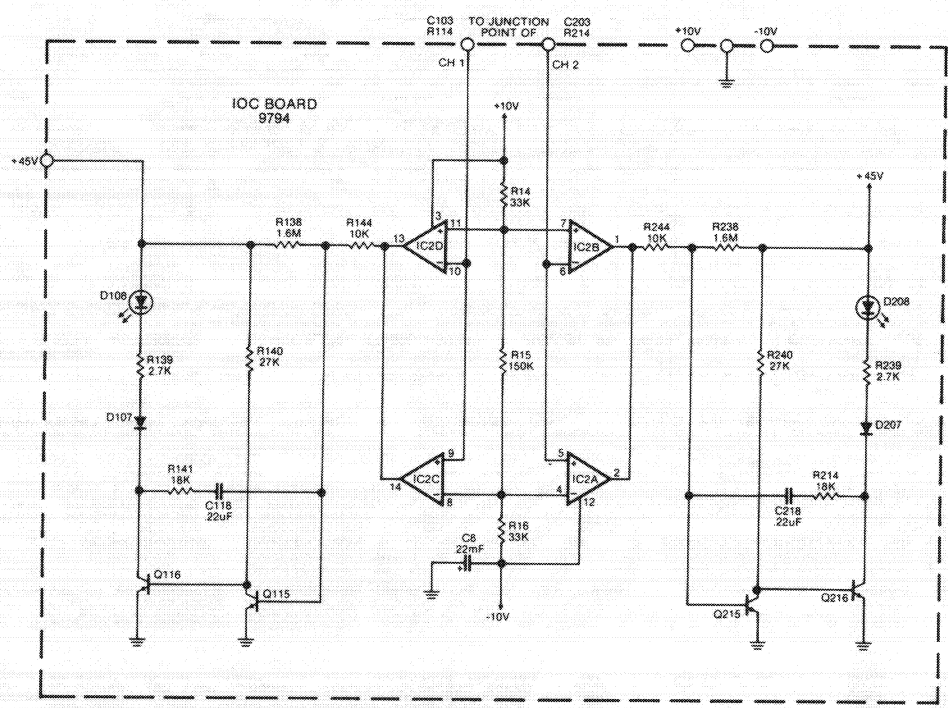 C103 TO JUNCTION C203
R114 POINT OF R214
CH 1 CH 2
+10V -10V
IOC BOARD
9794
+10V
+45V
+45V
R14
33K
R138
1.6M
R144
10K
3
11
13
IC2D
10
7
IC2B
1
6
R244
10K
R238
1.6M
D108
D208
R139
2.7K
R140
27K
R15
150K
R240
27K
R239
2.7K
D107
D207
9
IC2C
14
8
5
IC2A
2
4
12
R141
18K
C118
.22uF
R214
18K
C218
.22uF
R16
33K
C6
.22mF
Q116
Q115
-10V
Q215
Q216